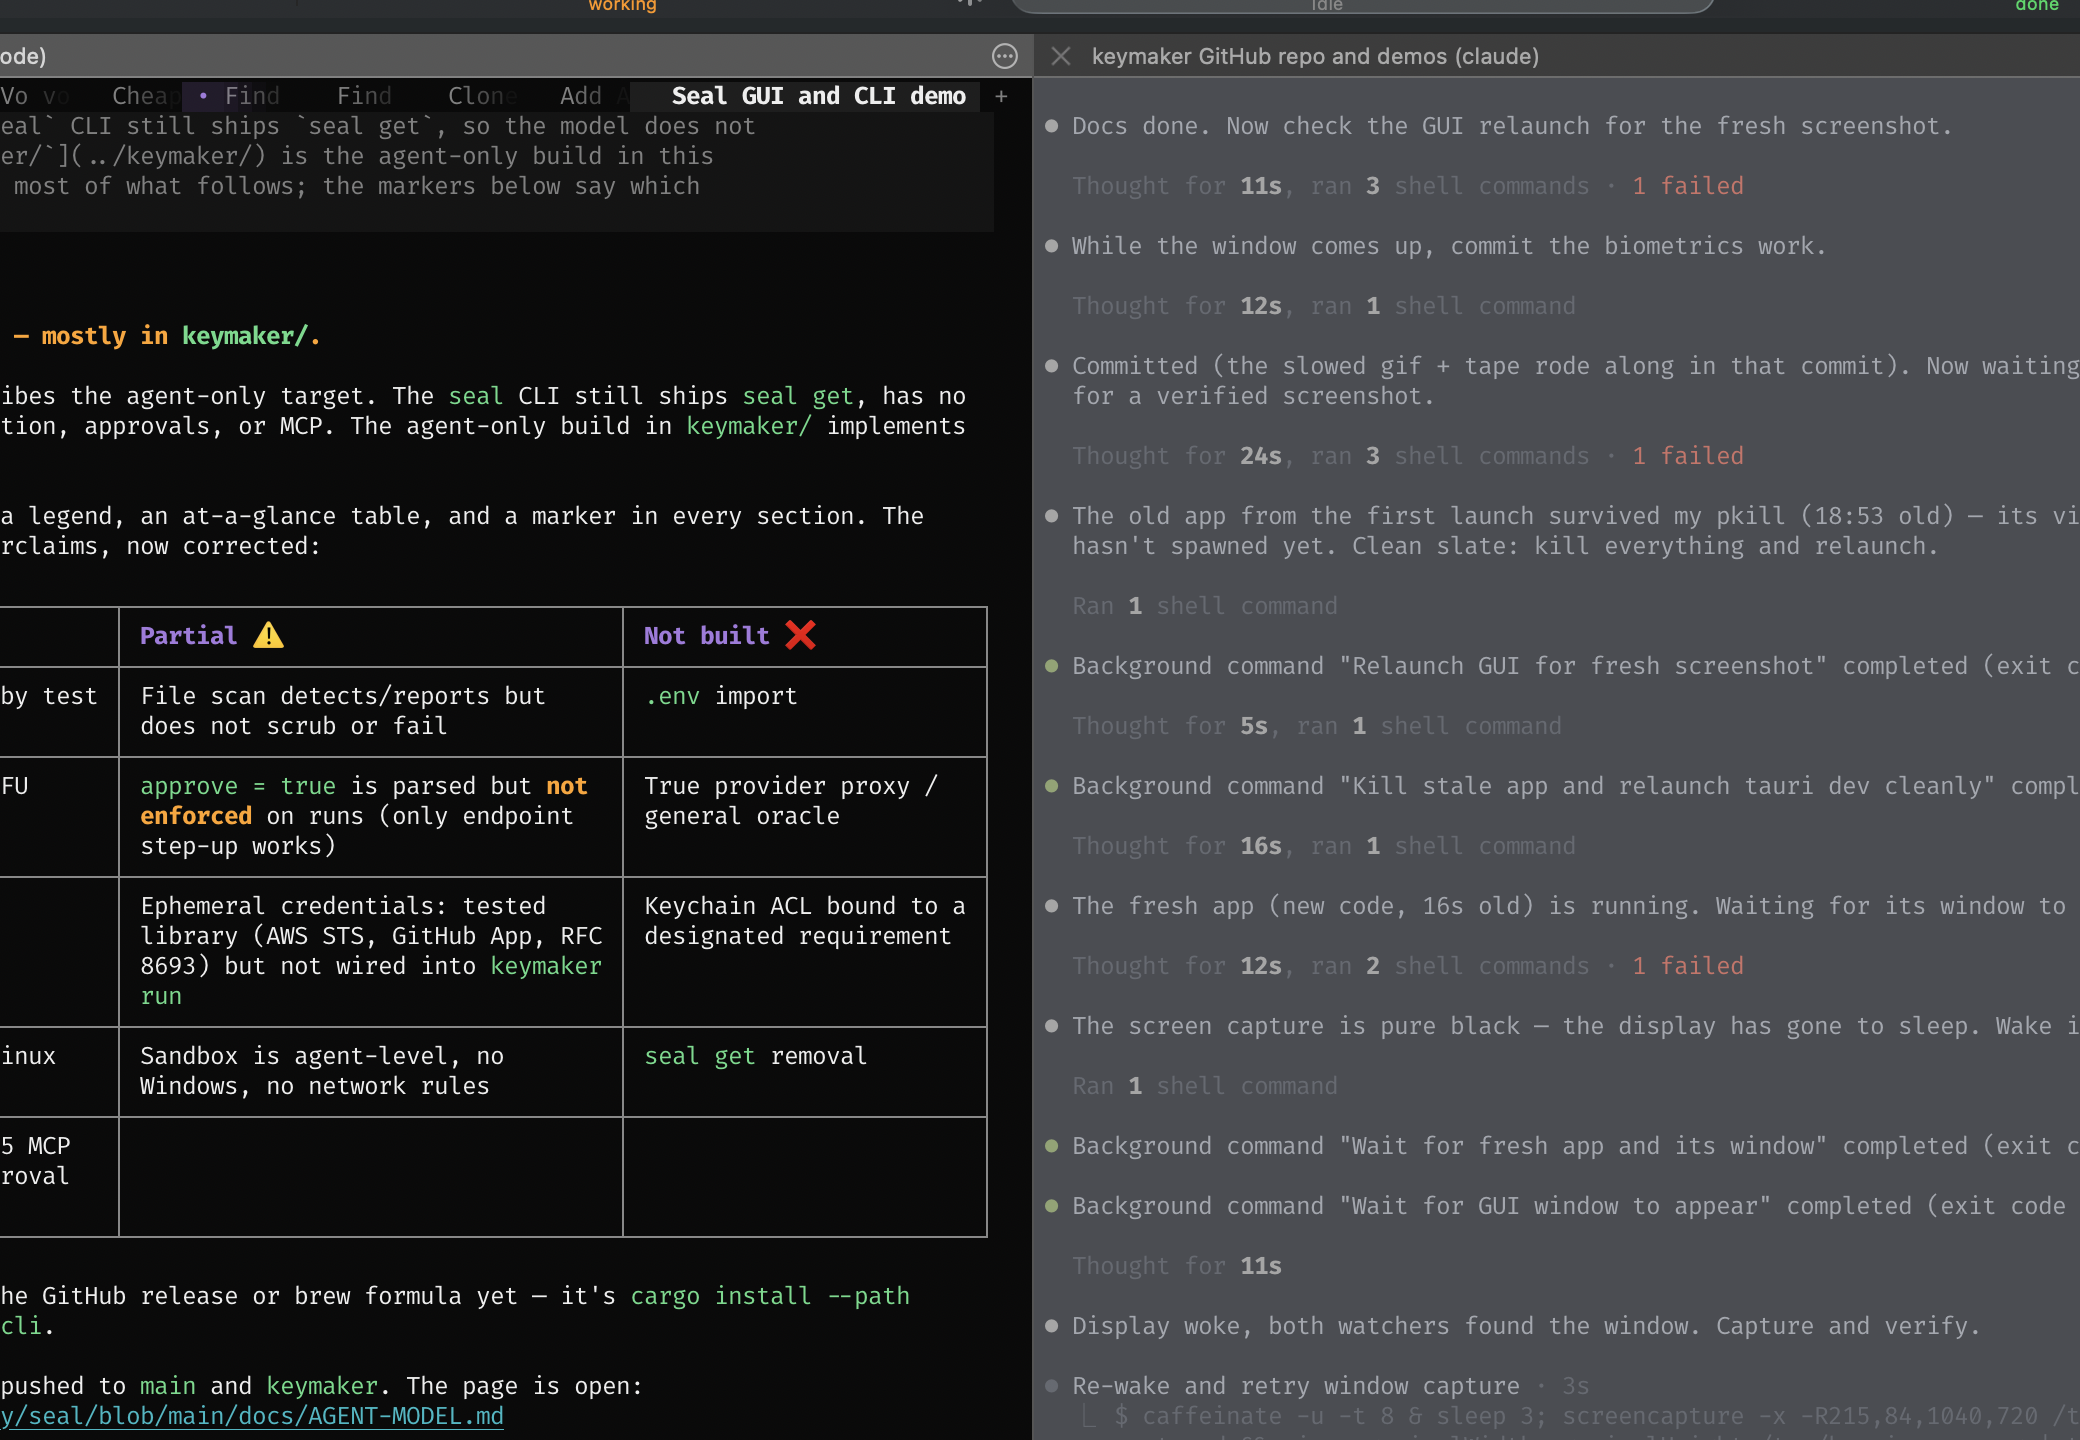 working
Idle
done
ode)
keymaker GitHub repo and demos (claude)
Vo vo Cheap • Find Find Clone Add A Seal GUI and CLI demo +
eal` CLI still ships `seal get`, so the model does not
er/`](../keymaker/) is the agent-only build in this
most of what follows; the markers below say which
— mostly in keymaker/.
ibes the agent-only target. The seal CLI still ships seal get, has no
tion, approvals, or MCP. The agent-only build in keymaker/ implements
a legend, an at-a-glance table, and a marker in every section. The
rclaims, now corrected:
Partial ⚠️
Not built ❌
by test
File scan detects/reports but
does not scrub or fail
.env import
FU
approve = true is parsed but not
enforced on runs (only endpoint
step-up works)
True provider proxy /
general oracle
Ephemeral credentials: tested
library (AWS STS, GitHub App, RFC
8693) but not wired into keymaker
run
Keychain ACL bound to a
designated requirement
inux
Sandbox is agent-level, no
Windows, no network rules
seal get removal
5 MCP
roval
he GitHub release or brew formula yet — it's cargo install --path
cli.
pushed to main and keymaker. The page is open:
y/seal/blob/main/docs/AGENT-MODEL.md
● Docs done. Now check the GUI relaunch for the fresh screenshot.
Thought for 11s, ran 3 shell commands · 1 failed
● While the window comes up, commit the biometrics work.
Thought for 12s, ran 1 shell command
● Committed (the slowed gif + tape rode along in that commit). Now waiting
for a verified screenshot.
Thought for 24s, ran 3 shell commands · 1 failed
● The old app from the first launch survived my pkill (18:53 old) — its vi
hasn't spawned yet. Clean slate: kill everything and relaunch.
Ran 1 shell command
● Background command "Relaunch GUI for fresh screenshot" completed (exit c
Thought for 5s, ran 1 shell command
● Background command "Kill stale app and relaunch tauri dev cleanly" compl
Thought for 16s, ran 1 shell command
● The fresh app (new code, 16s old) is running. Waiting for its window to
Thought for 12s, ran 2 shell commands · 1 failed
● The screen capture is pure black — the display has gone to sleep. Wake i
Ran 1 shell command
● Background command "Wait for fresh app and its window" completed (exit c
● Background command "Wait for GUI window to appear" completed (exit code
Thought for 11s
● Display woke, both watchers found the window. Capture and verify.
● Re-wake and retry window capture · 3s
⎣ $ caffeinate -u -t 8 & sleep 3; screencapture -x -R215,84,1040,720 /t